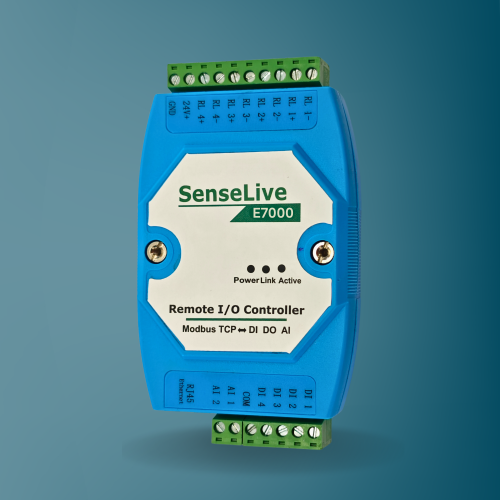 GND 24V+ RL 4+ RL 4- RL 3+ RL 3- RL 2+ RL 2- RL 1+ RL 1-
SenseLive
E7000
Power Link Active
Remote I/O Controller
Modbus TCP ⬌ DI DO AI
RJ45 Ethernet AI 2 AI 1 COM DI 4 DI 3 DI 2 DI 1